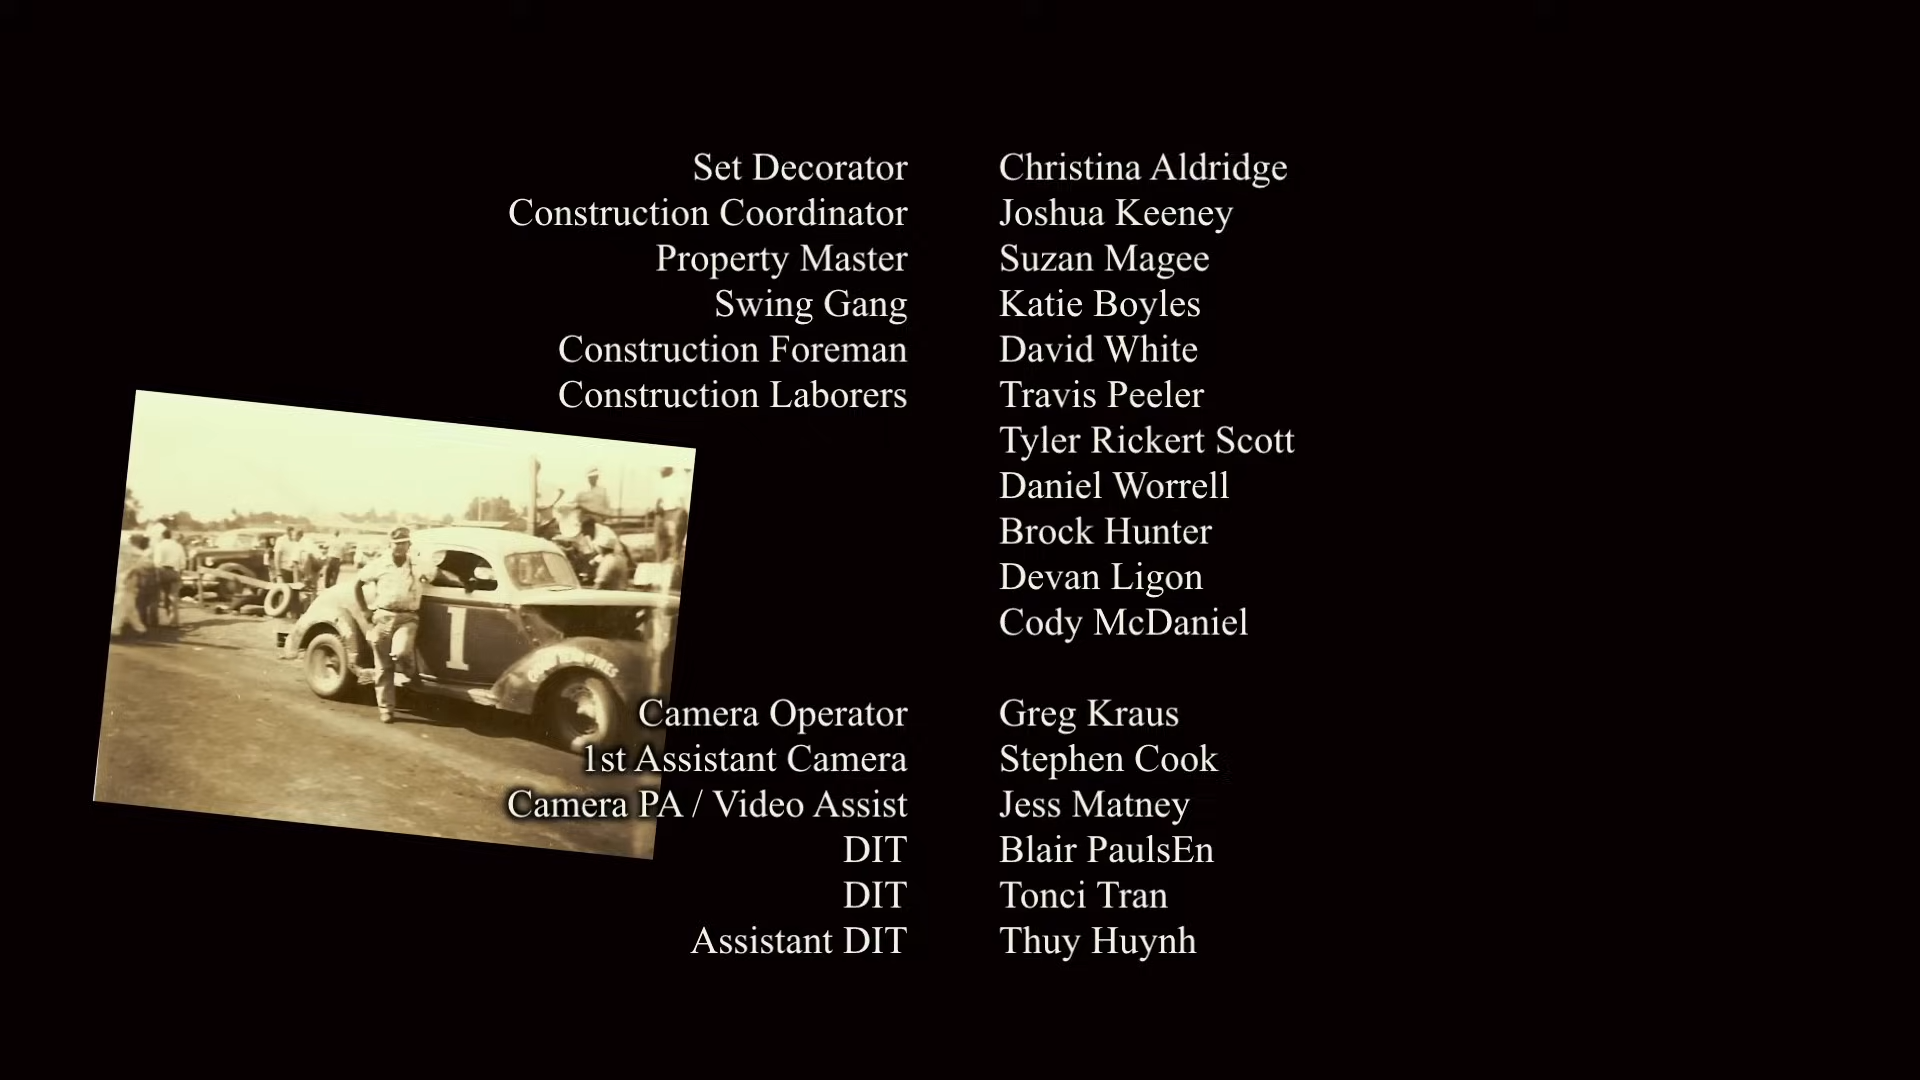 Set Decorator Christina Aldridge
Construction Coordinator Joshua Keeney
Property Master Suzan Magee
Swing Gang Katie Boyles
Construction Foreman David White
Construction Laborers Travis Peeler
Tyler Rickert Scott
Daniel Worrell
Brock Hunter
Devan Ligon
Cody McDaniel
1
Camera Operator Greg Kraus
1st Assistant Camera Stephen Cook
Camera PA / Video Assist Jess Matney
DIT Blair PaulsEn
DIT Tonci Tran
Assistant DIT Thuy Huynh